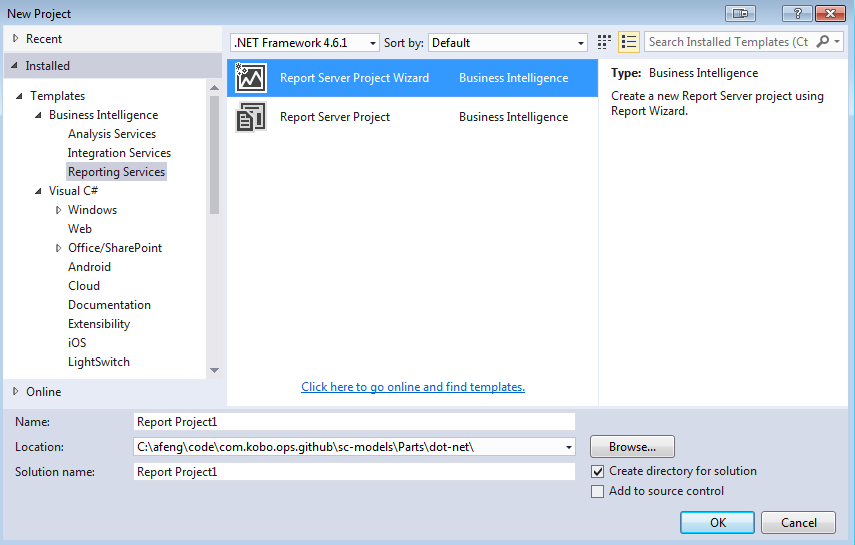 New Project
Recent
Installed
.NET Framework 4.6.1
Sort by:
Default
Search Installed Templates (Ct
Templates
Business Intelligence
Analysis Services
Integration Services
Reporting Services
Visual C#
Windows
Web
Office/SharePoint
Android
Cloud
Documentation
Extensibility
iOS
LightSwitch
Online
Report Server Project Wizard Business Intelligence
Report Server Project Business Intelligence
Click here to go online and find templates.
Type: Business Intelligence
Create a new Report Server project using
Report Wizard.
Name: Report Project1
Location: C:\afeng\code\com.kobo.ops.github\sc-models\Parts\dot-net\
Browse...
Solution name: Report Project1
Create directory for solution
Add to source control
OK
Cancel